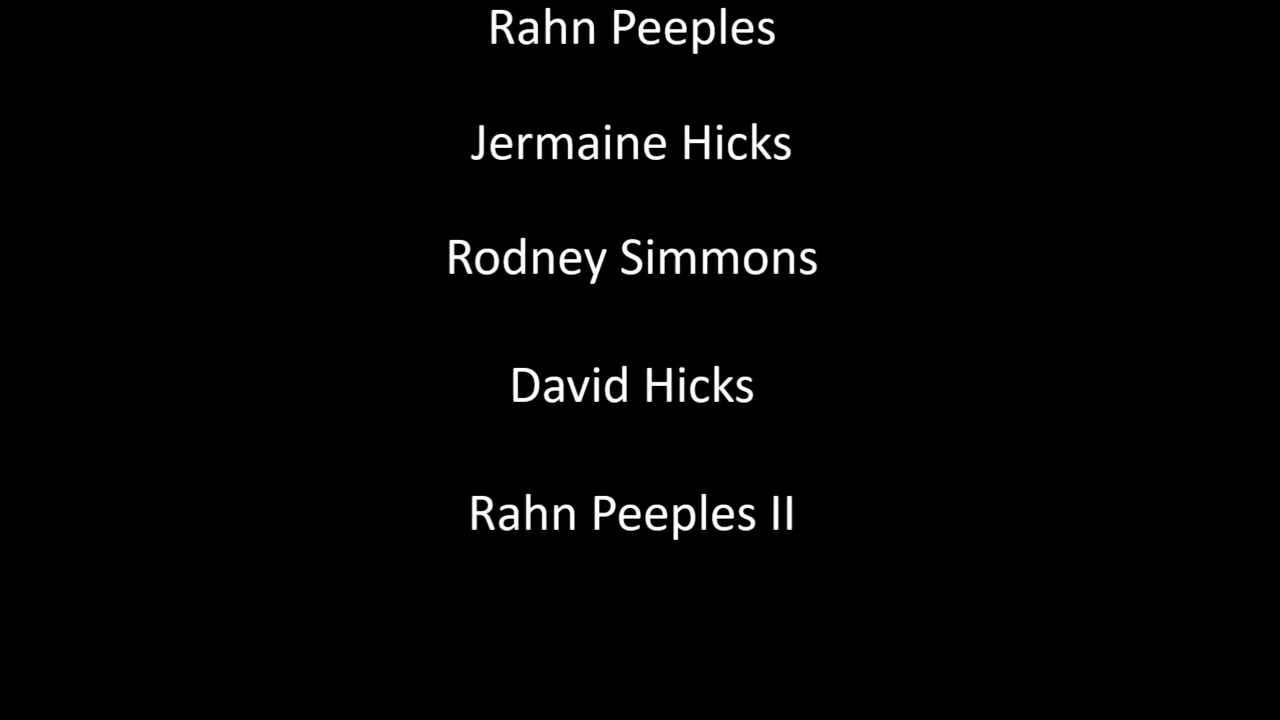 Rahn Peeples
Jermaine Hicks
Rodney Simmons
David Hicks
Rahn Peeples II